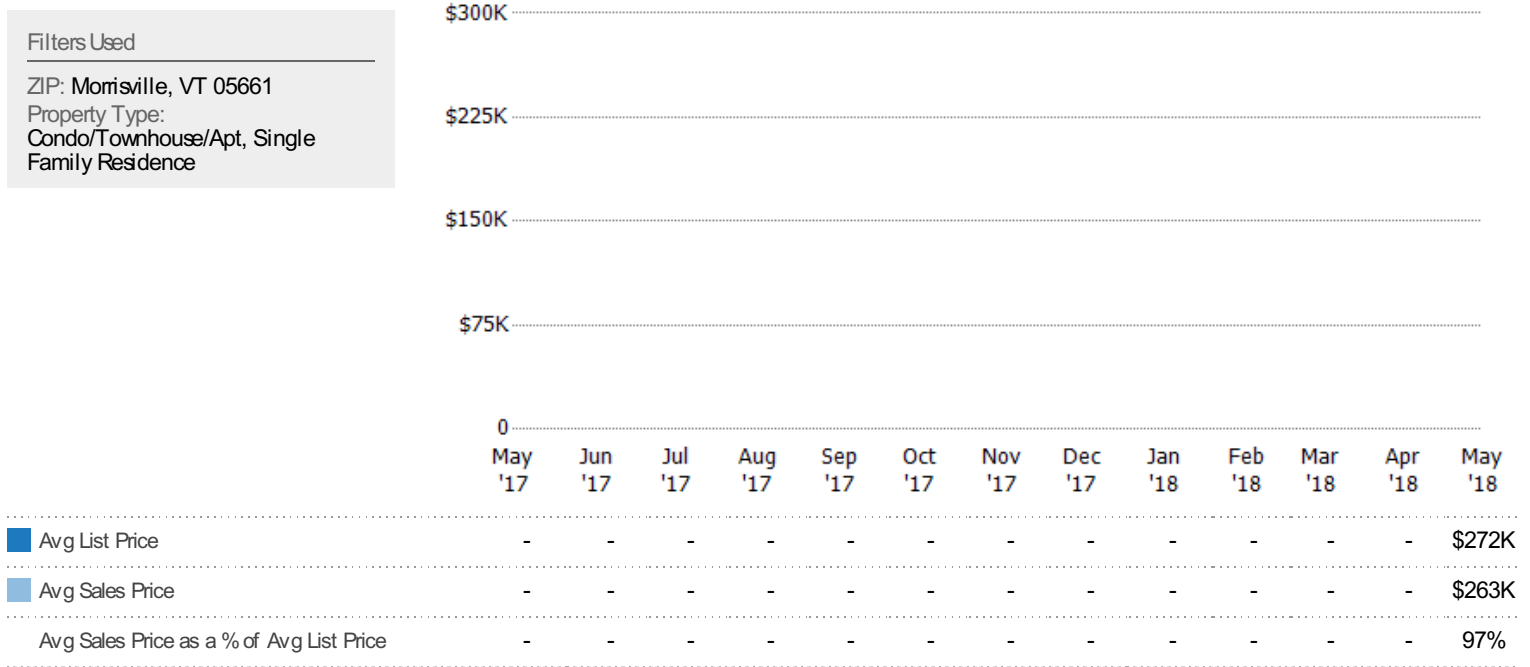 Filters Used
ZIP: Morrisville, VT 05661
Property Type:
Condo/Townhouse/Apt, Single
Family Residence
$300K
$225K
$150K
$75K
0
May Jun Jul Aug Sep Oct Nov Dec Jan Feb Mar Apr May
'17 '17 '17 '17 '17 '17 '17 '17 '18 '18 '18 '18 '18
Avg List Price - - - - - - - - - - - - $272K
Avg Sales Price - - - - - - - - - - - - $263K
Avg Sales Price as a % of Avg List Price - - - - - - - - - - - - 97%